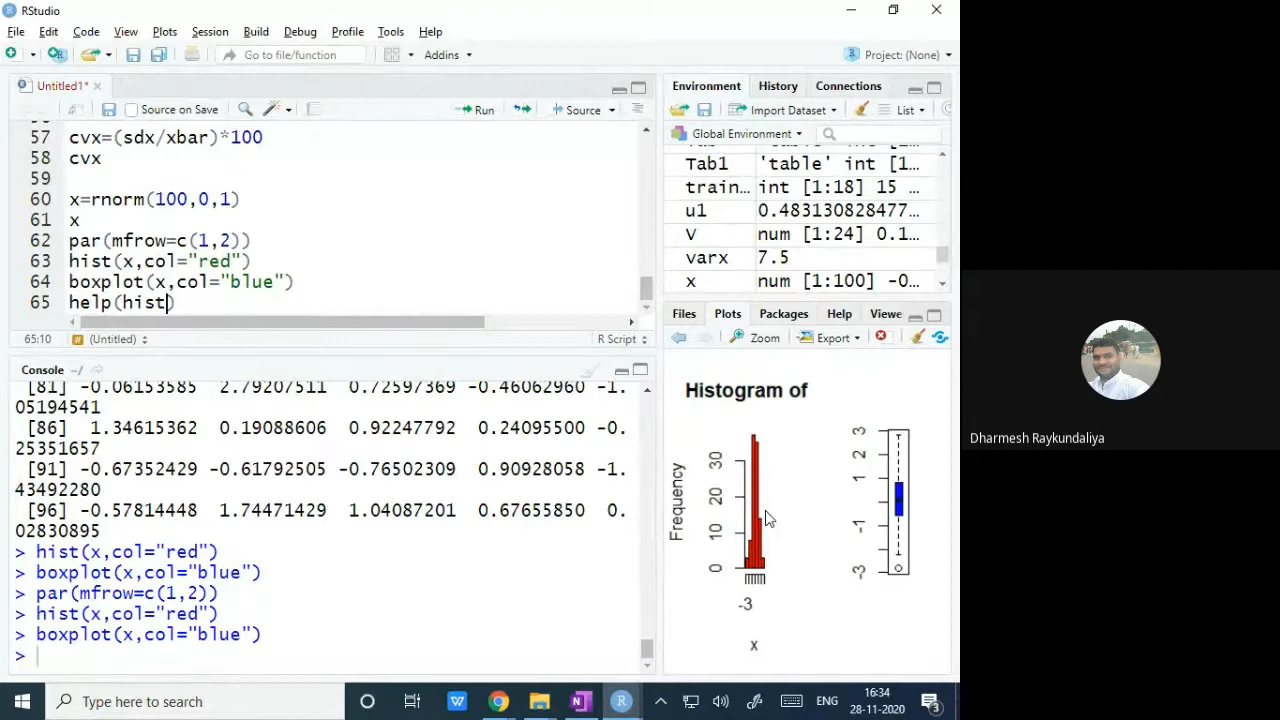 RStudio
File Edit Code View Plots Session Build Debug Profile Tools Help
Go to file/function Addins Project: (None)
Untitled1*
Source on Save Run Source
57 cvx=(sdx/xbar)*100
58 cvx
59
60 x=rnorm(100,0,1)
61 x
62 par(mfrow=c(1,2))
63 hist(x,col="red")
64 boxplot(x,col="blue")
65 help(hist)
65:10 (Untitled) R Script
Console ~/
[81] -0.06153585 2.79207511 0.72597369 -0.46062960 -1.
05194541
[86] 1.34615362 0.19088606 0.92247792 0.24095500 -0.
25351657
[91] -0.67352429 -0.61792505 -0.76502309 0.90928058 -1.
43492280
[96] -0.57814448 1.74471429 1.04087201 0.67655850 0.
02830895
> hist(x,col="red")
> boxplot(x,col="blue")
> par(mfrow=c(1,2))
> hist(x,col="red")
> boxplot(x,col="blue")
>
Environment History Connections
Import Dataset List
Global Environment
Tab1 'table' int [1…
train… int [1:18] 15 …
u1 0.483130828477…
V num [1:24] 0.1…
varx 7.5
x num [1:100] -0…
Files Plots Packages Help Viewe
Zoom Export
Histogram of
Frequency
30
20
10
0
-3
x
3
2
1
-1
-3
Dharmesh Raykundaliya
Type here to search
W
ENG
16:34
28-11-2020
3